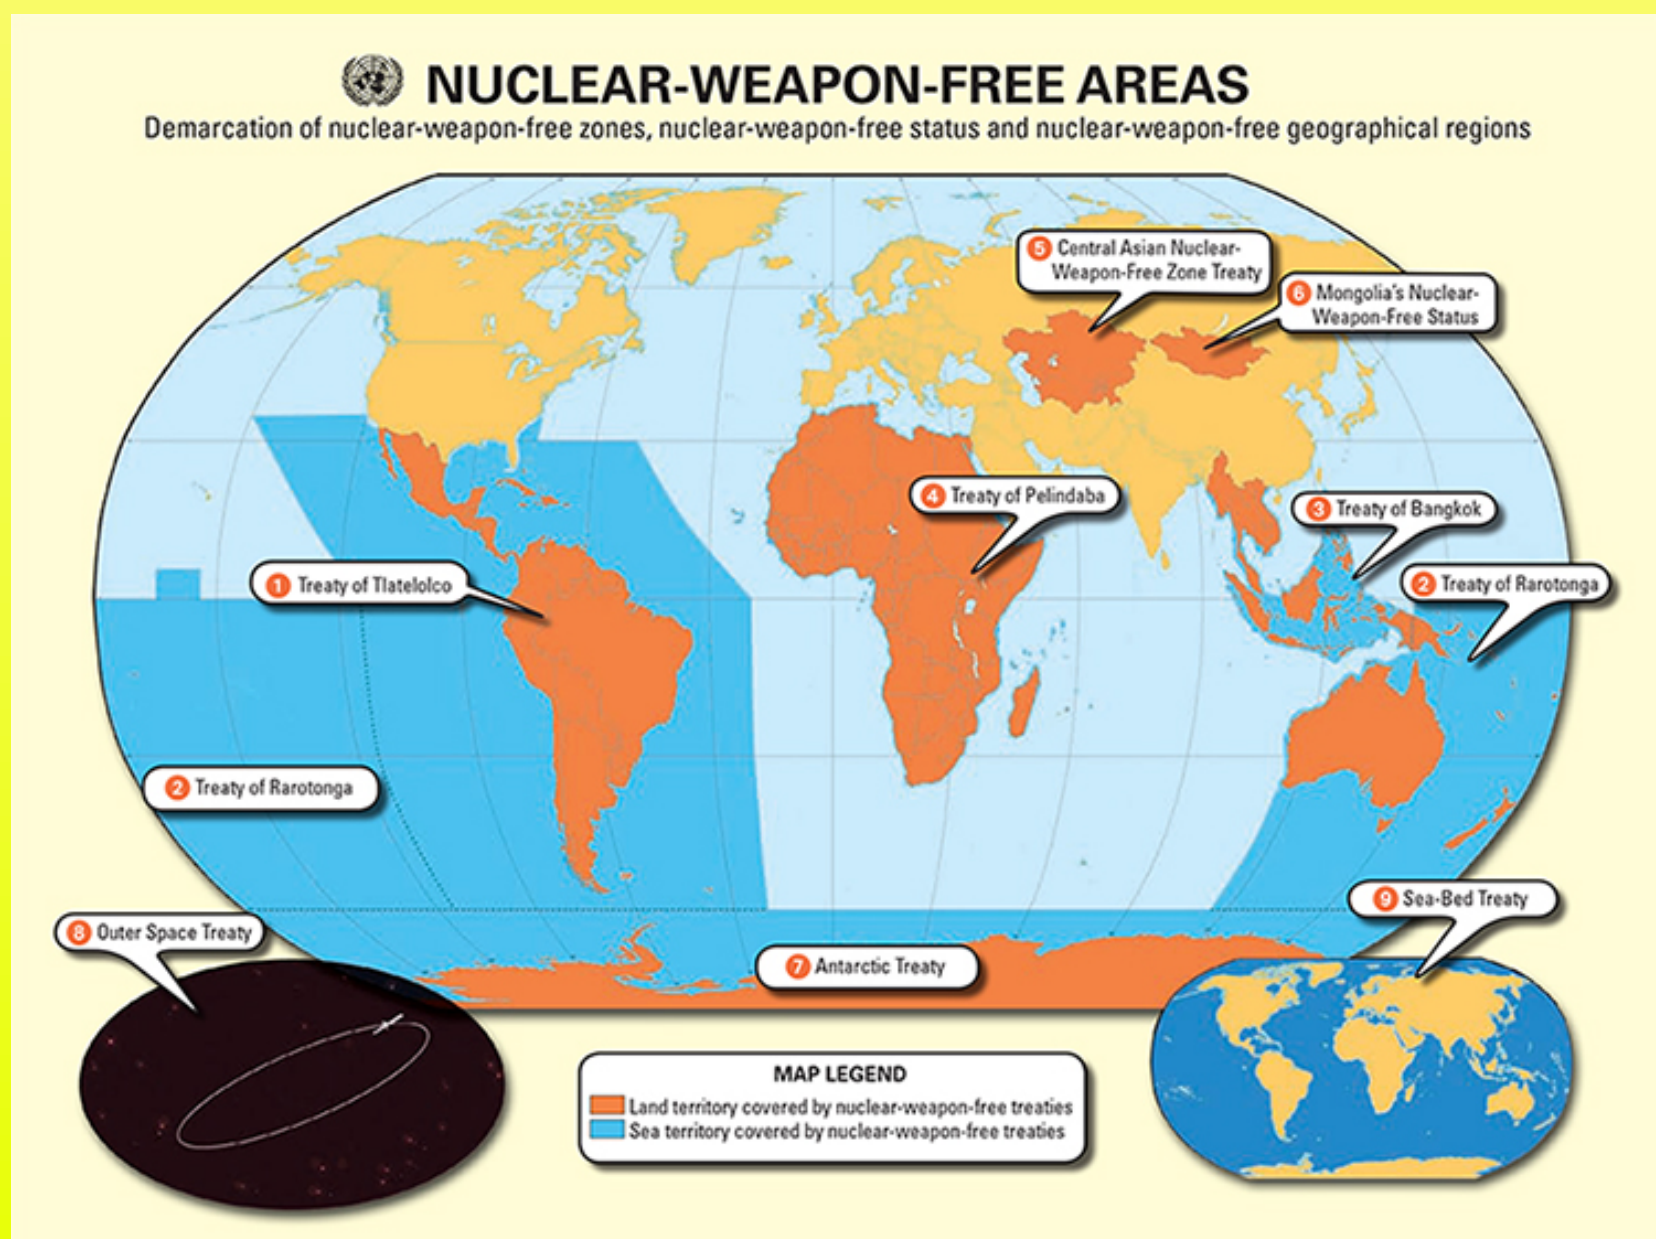 NUCLEAR-WEAPON-FREE AREAS
Demarcation of nuclear-weapon-free zones, nuclear-weapon-free status and nuclear-weapon-free geographical regions
5 Central Asian Nuclear-
Weapon-Free Zone Treaty
6 Mongolia's Nuclear-
Weapon-Free Status
4 Treaty of Pelindaba
3 Treaty of Bangkok
1 Treaty of Tlatelolco
2 Treaty of Rarotonga
2 Treaty of Rarotonga
9 Sea-Bed Treaty
8 Outer Space Treaty
7 Antarctic Treaty
MAP LEGEND
Land territory covered by nuclear-weapon-free treaties
Sea territory covered by nuclear-weapon-free treaties